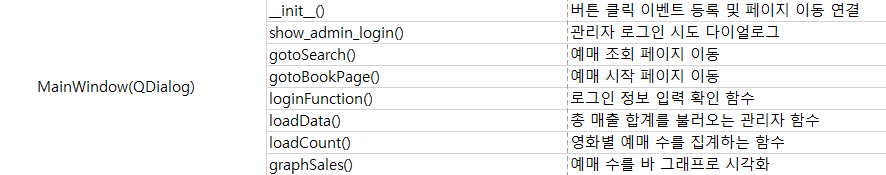 __init__() 버튼 클릭 이벤트 등록 및 페이지 이동 연결
show_admin_login() 관리자 로그인 시도 다이얼로그
gotoSearch() 예매 조회 페이지 이동
gotoBookPage() 예매 시작 페이지 이동
MainWindow(QDialog)
loginFunction() 로그인 정보 입력 확인 함수
loadData() 총 매출 합계를 불러오는 관리자 함수
loadCount() 영화별 예매 수를 집계하는 함수
graphSales() 예매 수를 바 그래프로 시각화